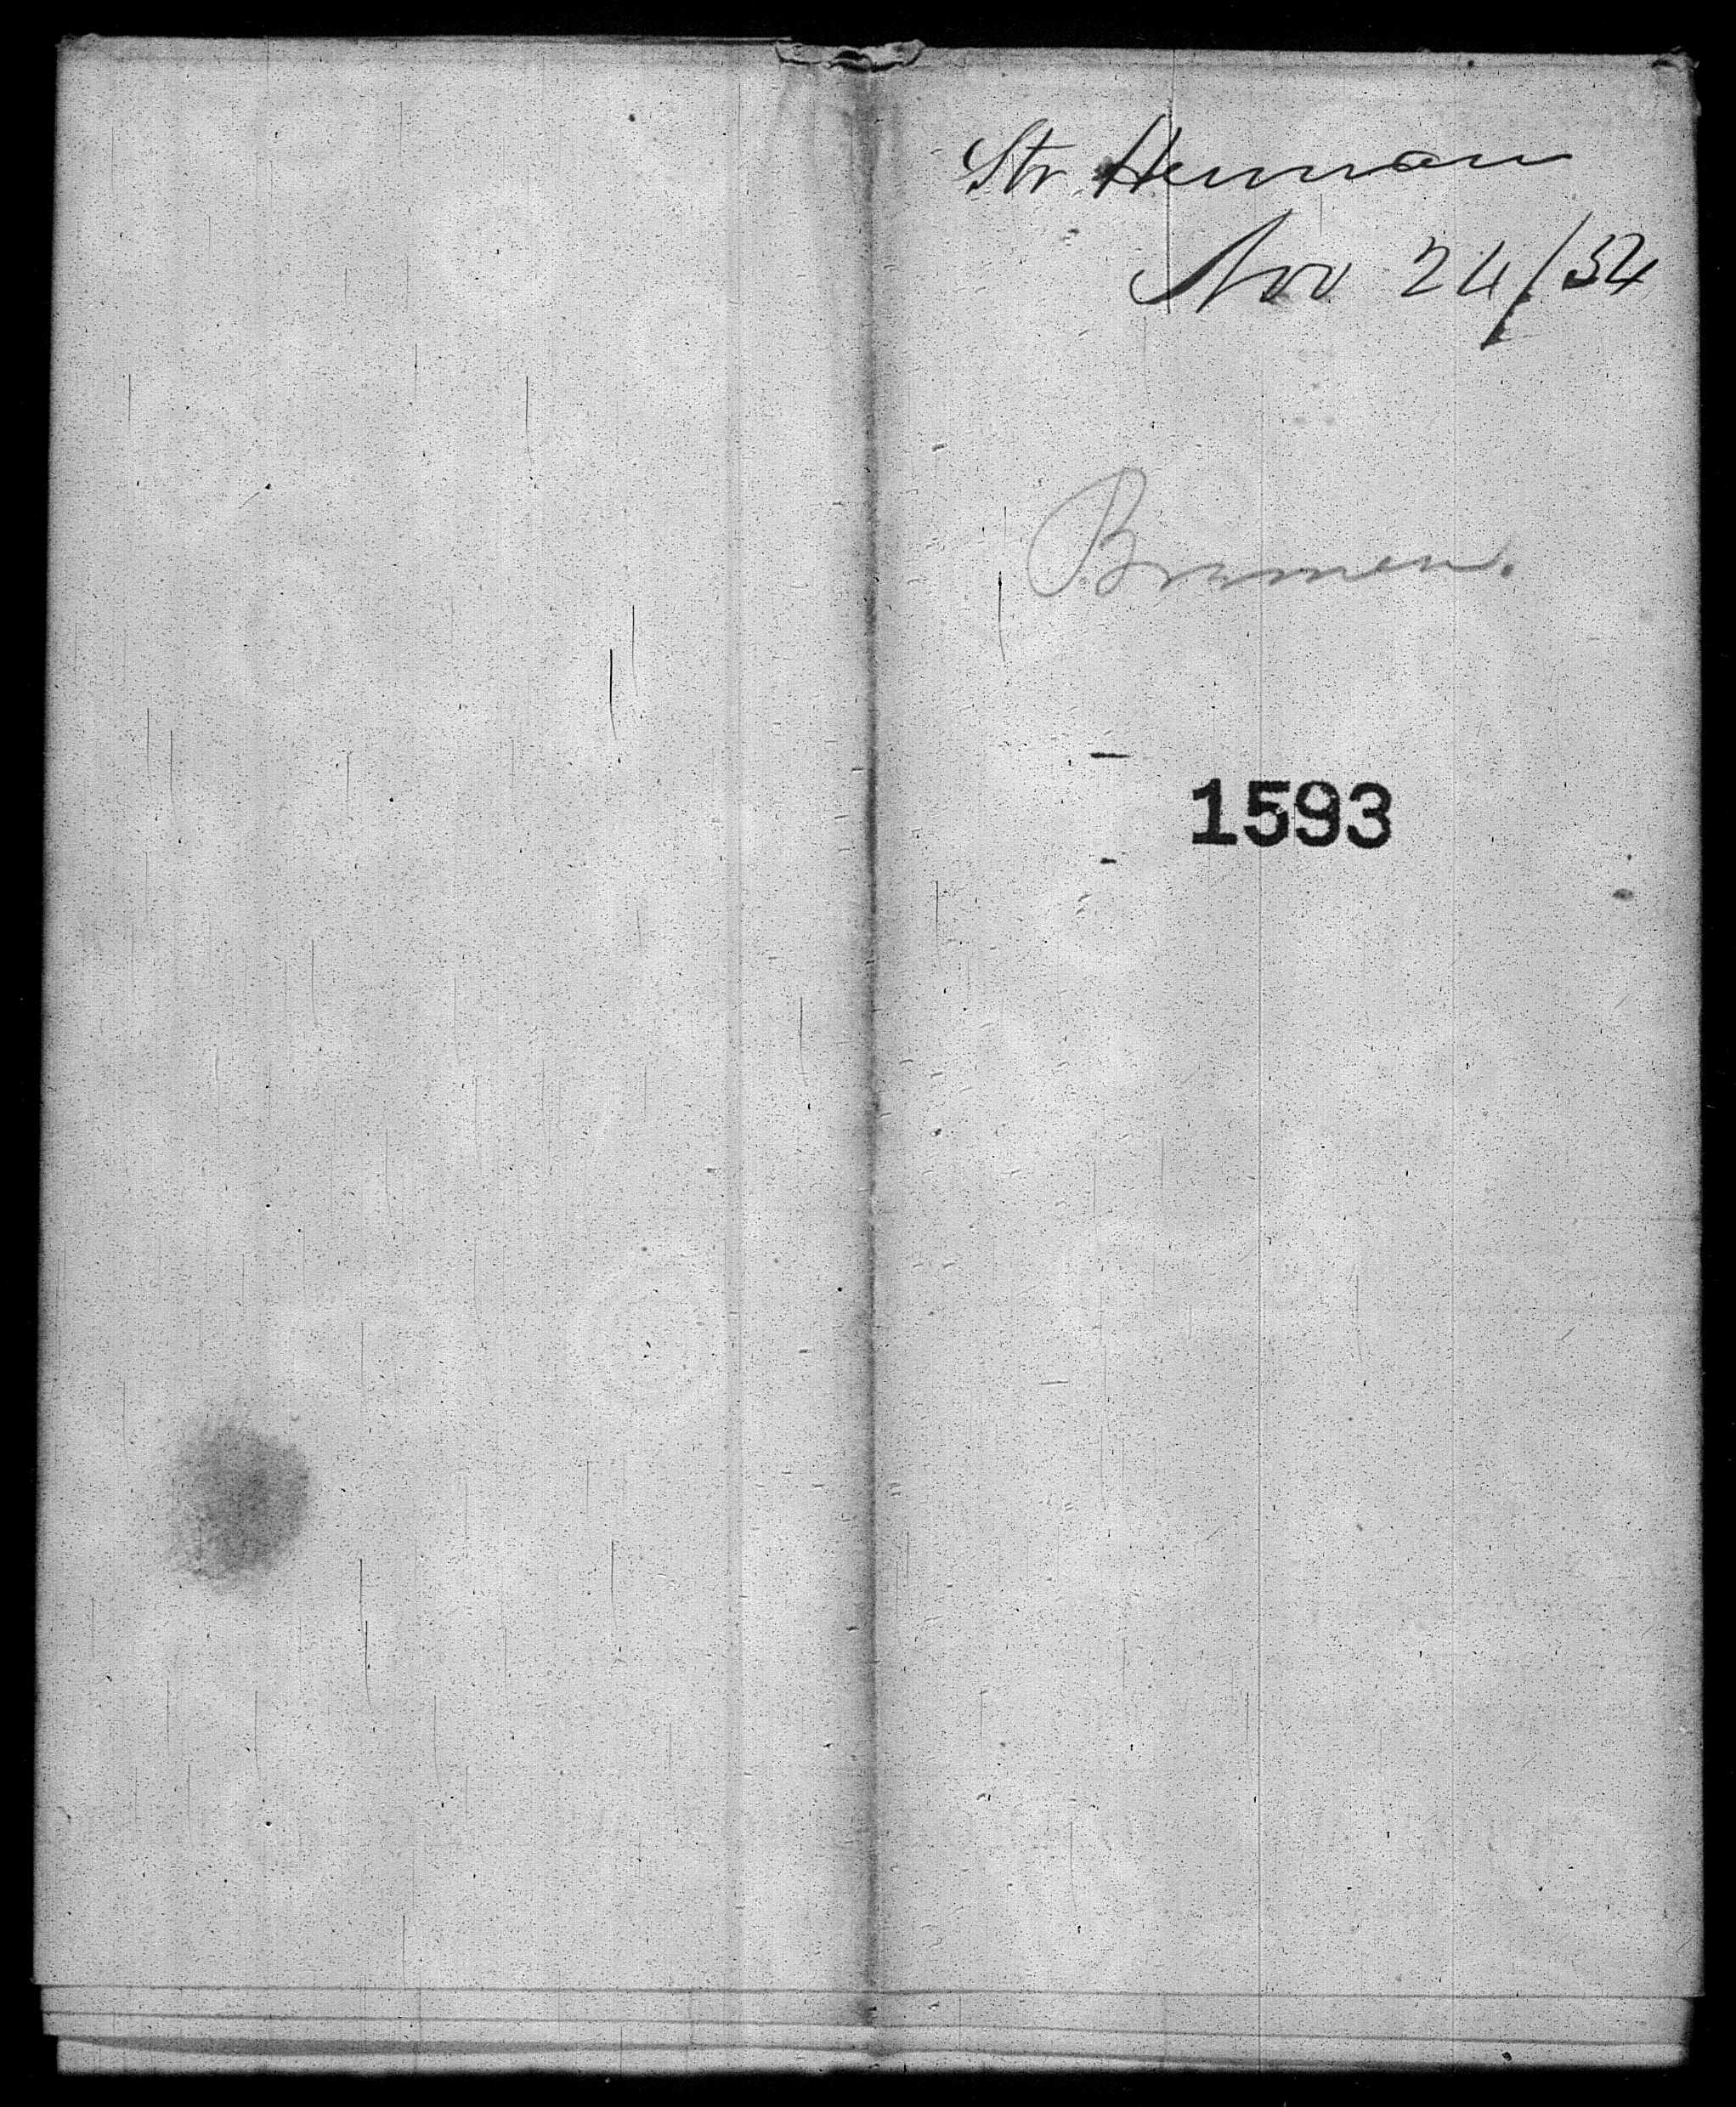 Str Herman
Nov 24/54
Bremen.
1593